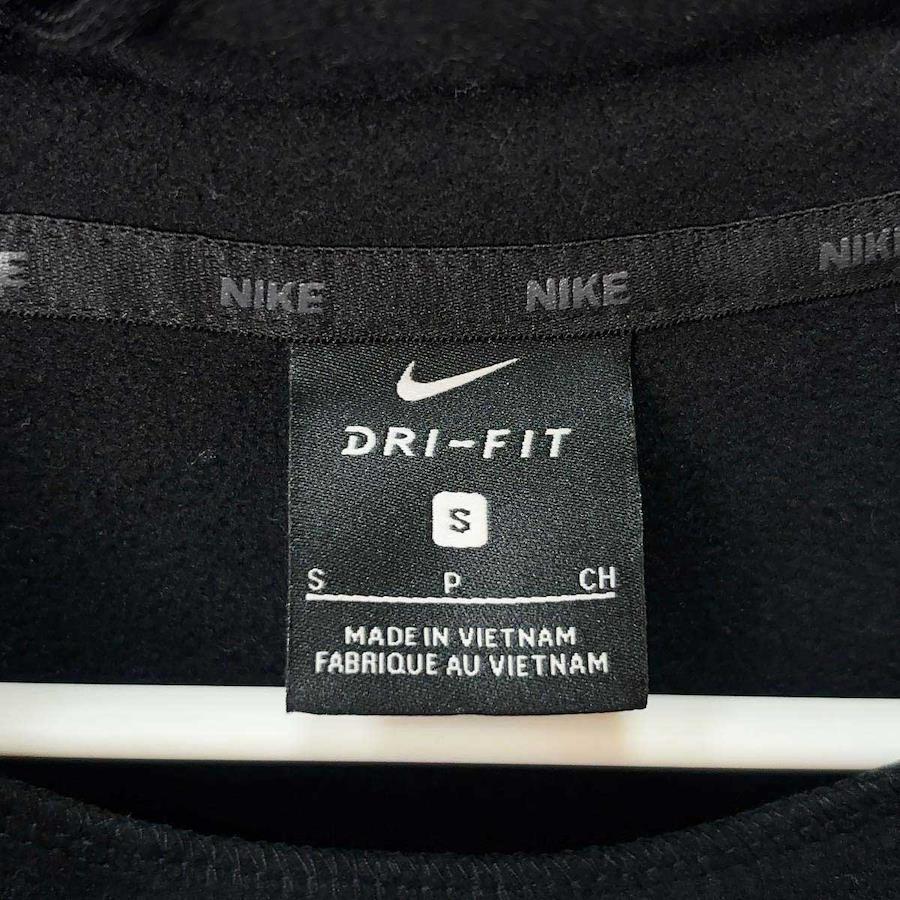 NIKE NIKE NIKE
DRI-FIT
S
S P CH
MADE IN VIETNAM
FABRIQUE AU VIETNAM